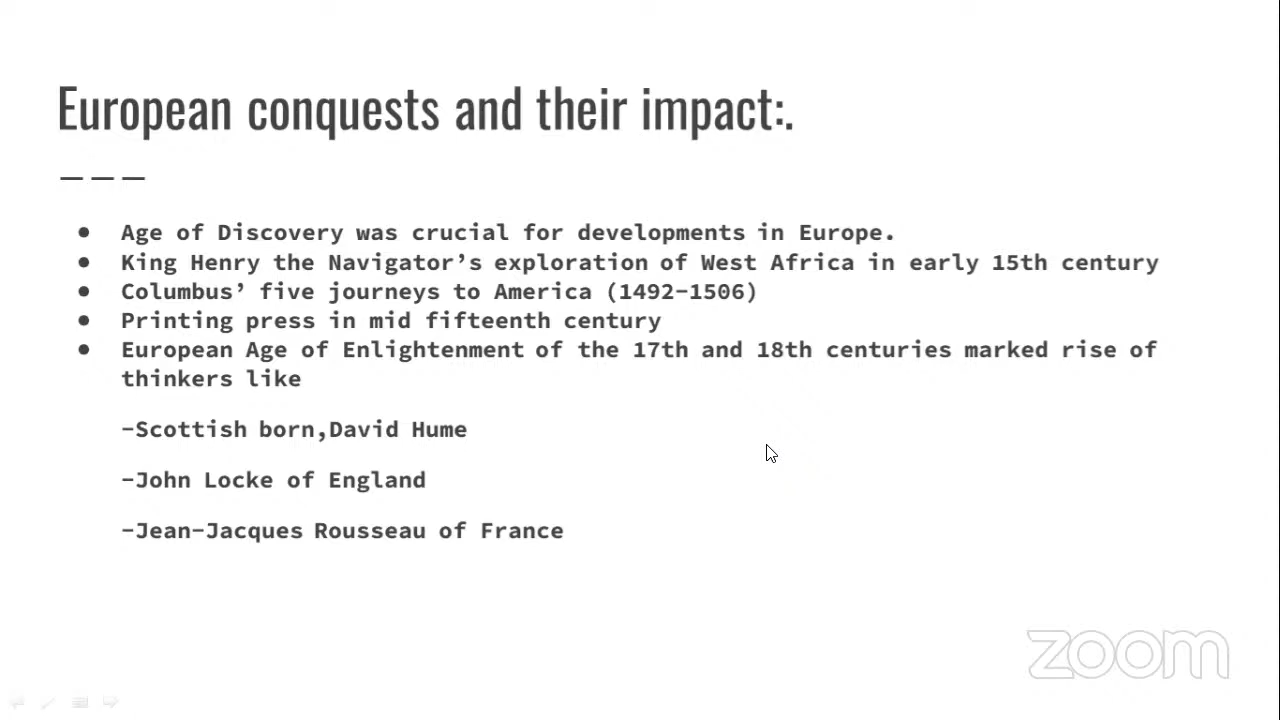 European conquests and their impact:.
● Age of Discovery was crucial for developments in Europe.
● King Henry the Navigator’s exploration of West Africa in early 15th century
● Columbus’ five journeys to America (1492-1506)
● Printing press in mid fifteenth century
● European Age of Enlightenment of the 17th and 18th centuries marked rise of
thinkers like
-Scottish born,David Hume
-John Locke of England
-Jean-Jacques Rousseau of France
zoom